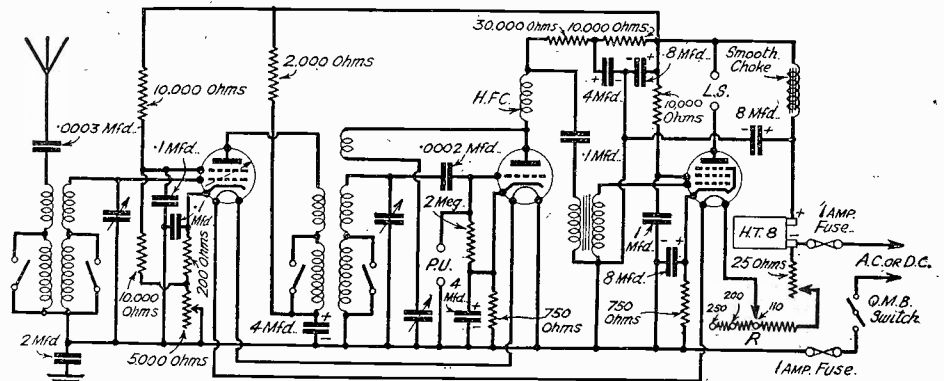 30.000 Ohms
10.000 Ohms
2,000 Ohms
Smooth.
Choke
10.000 Ohms
8 Mfd.
4 Mfd.
L.S.
H.F.C.
10,000
Ohms
8 Mfd.
.0003 Mfd.
.1 Mfd.
.0002 Mfd.
.1 Mfd.
.1
Mfd.
2 Meg.
H.T. 8
1 AMP.
Fuse.
200 Ohms
P.U.
1
Mfd.
25 Ohms
A.C. OR D.C.
10.000
Ohms
4
Mfd.
8 Mfd.
250
200
110
Q.M.B.
Switch
4 Mfd.
750
Ohms
750
Ohms
R
2 Mfd.
5.000 Ohms
1 AMP. Fuse.